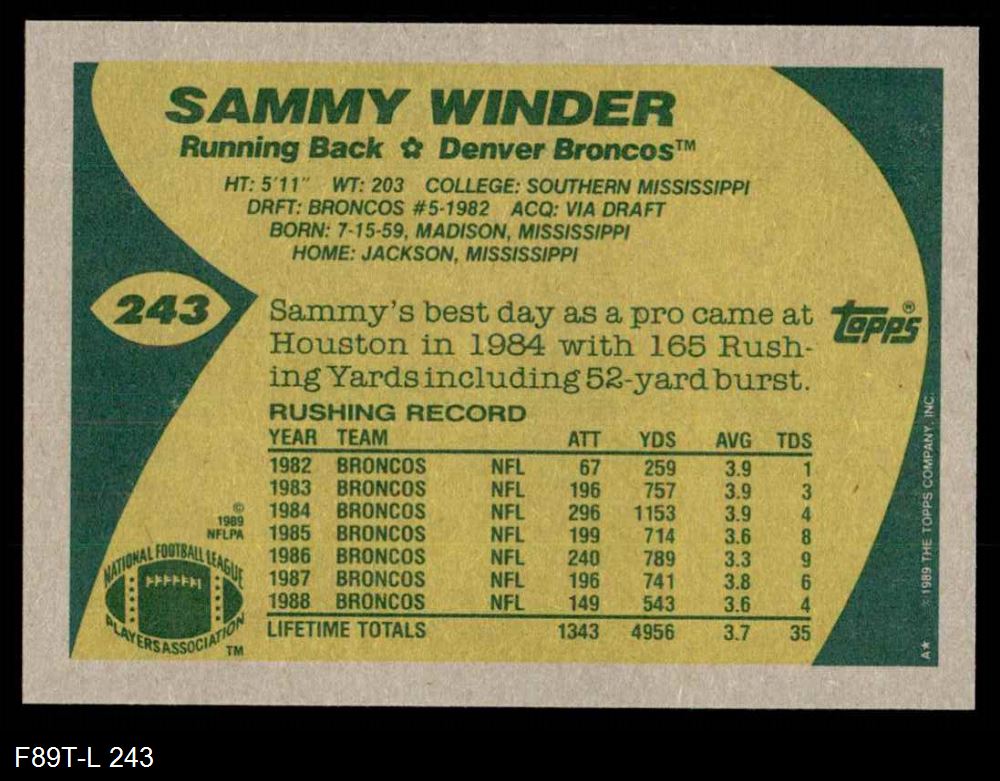 SAMMY WINDER
Running Back ✿ Denver Broncos™
HT: 5'11" WT: 203 COLLEGE: SOUTHERN MISSISSIPPI
DRFT: BRONCOS #5-1982 ACQ: VIA DRAFT
BORN: 7-15-59, MADISON, MISSISSIPPI
HOME: JACKSON, MISSISSIPPI
243
Sammy's best day as a pro came at
Houston in 1984 with 165 Rush-
ing Yards including 52-yard burst.
topps®
RUSHING RECORD
YEAR TEAM ATT YDS AVG TDS
1982 BRONCOS NFL 67 259 3.9 1
1983 BRONCOS NFL 196 757 3.9 3
1984 BRONCOS NFL 296 1153 3.9 4
1985 BRONCOS NFL 199 714 3.6 8
1986 BRONCOS NFL 240 789 3.3 9
1987 BRONCOS NFL 196 741 3.8 6
1988 BRONCOS NFL 149 543 3.6 4
LIFETIME TOTALS 1343 4956 3.7 35
©
1989
NFLPA
NATIONAL FOOTBALL LEAGUE
PLAYERS ASSOCIATION
TM
A* © 1989 THE TOPPS COMPANY, INC.
F89T-L 243